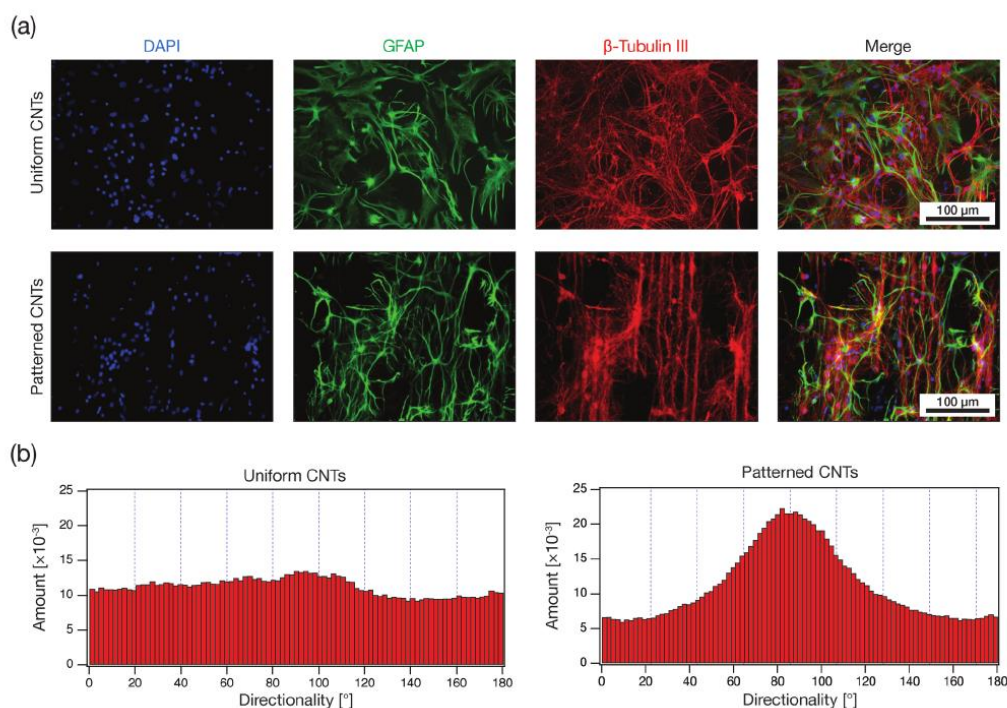 (a)
DAPI GFAP β-Tubulin III Merge
Uniform CNTs
100 µm
Patterned CNTs
100 µm
(b)
Uniform CNTs
Amount [×10⁻³]
25
20
15
10
5
0
0 20 40 60 80 100 120 140 160 180
Directionality [°]
Patterned CNTs
Amount [×10⁻³]
25
20
15
10
5
0
0 20 40 60 80 100 120 140 160 180
Directionality [°]